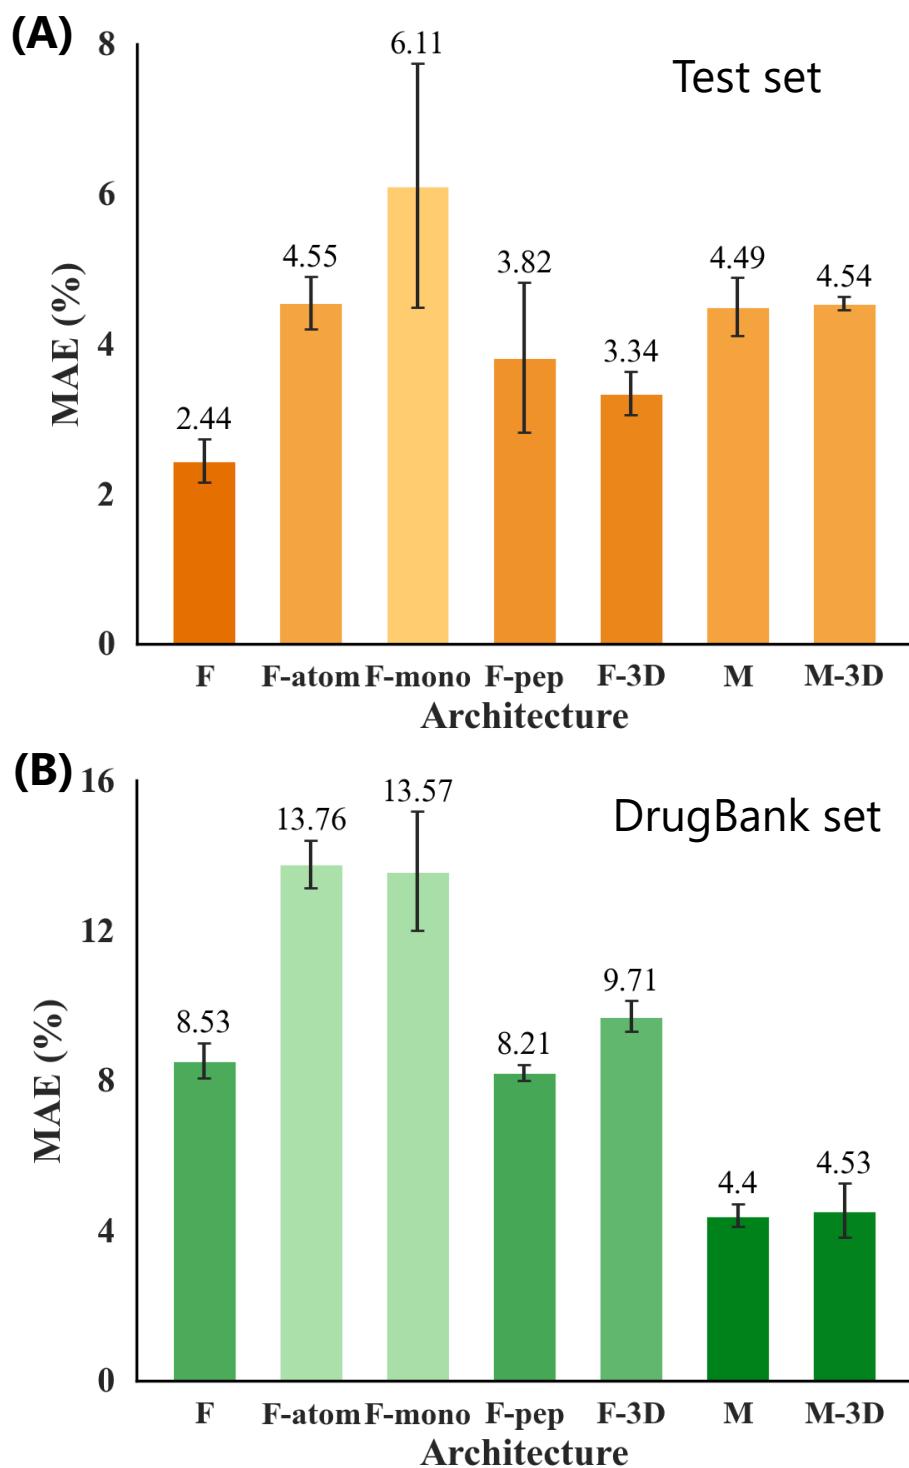 (A)
Test set
MAE (%)
8
6
4
2
0
2.44
4.55
6.11
3.82
3.34
4.49
4.54
F F-atom F-mono F-pep F-3D M M-3D
Architecture
(B)
DrugBank set
MAE (%)
16
12
8
4
0
8.53
13.76
13.57
8.21
9.71
4.4
4.53
F F-atom F-mono F-pep F-3D M M-3D
Architecture